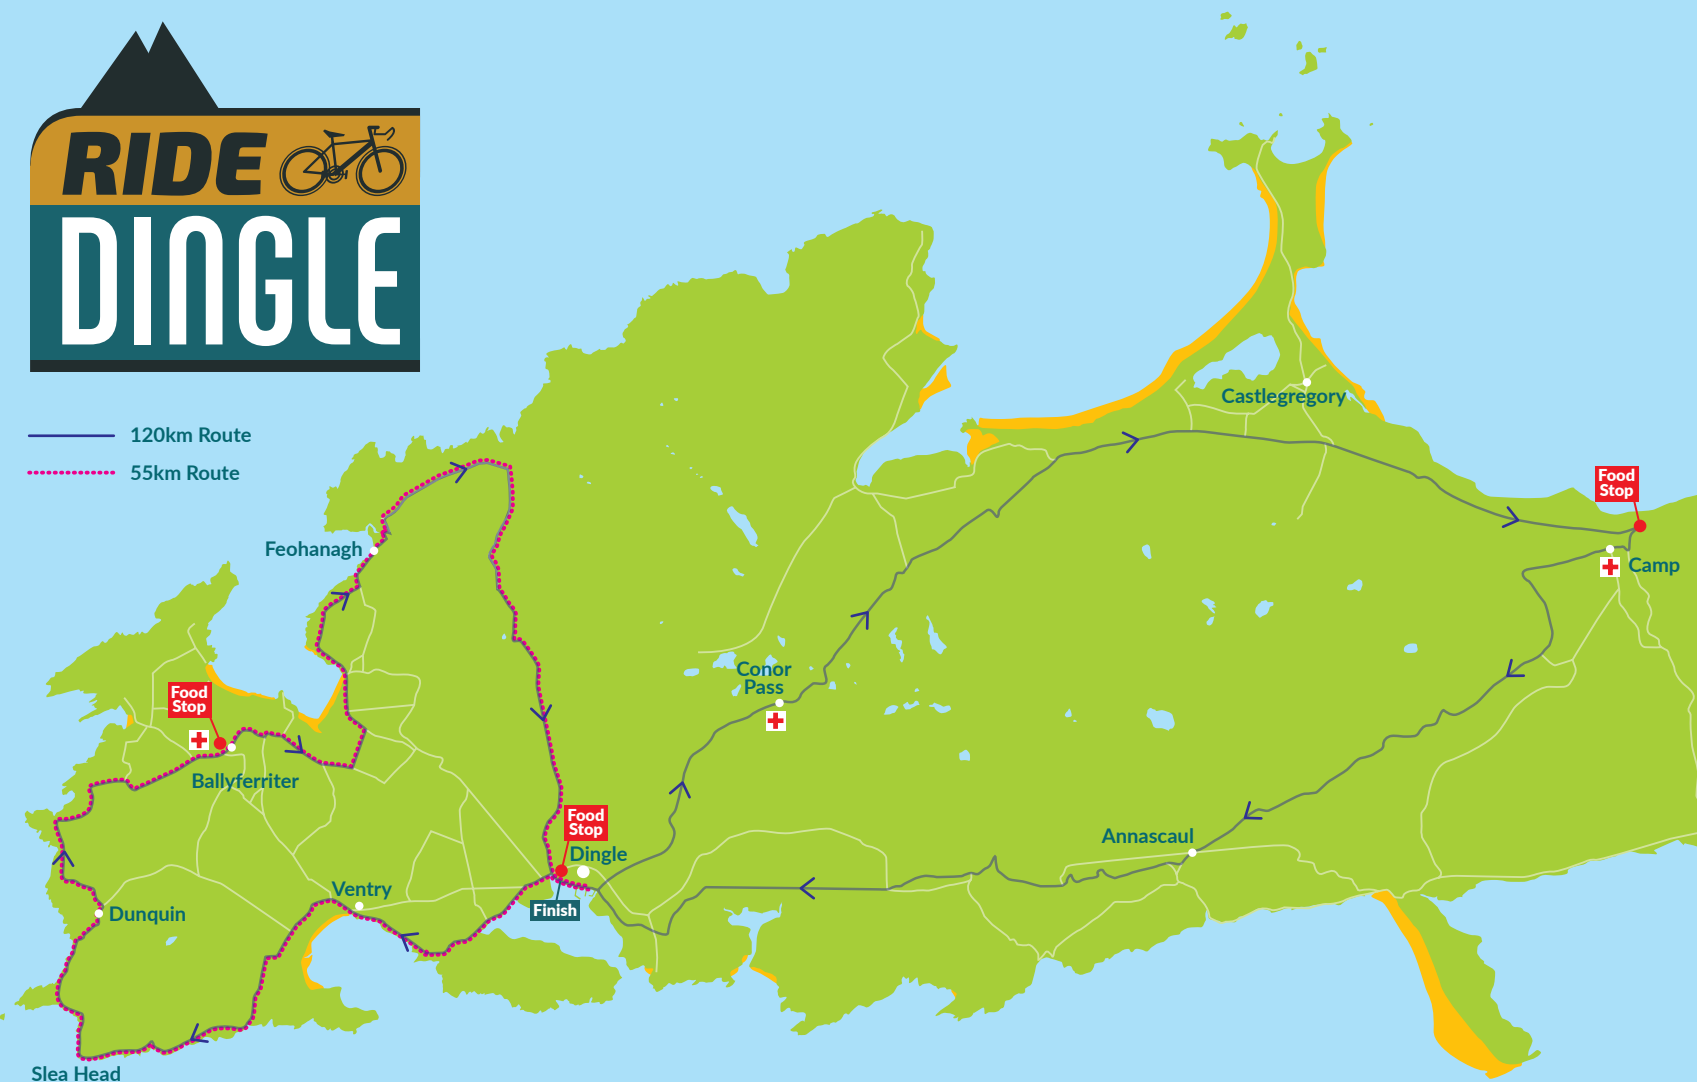 RIDE
DINGLE
120km Route
55km Route
Castlegregory
Food
Stop
Feohanagh
Camp
Conor
Pass
Food
Stop
Ballyferriter
Food
Stop
Annascaul
Dingle
Ventry
Finish
Dunquin
Slea Head